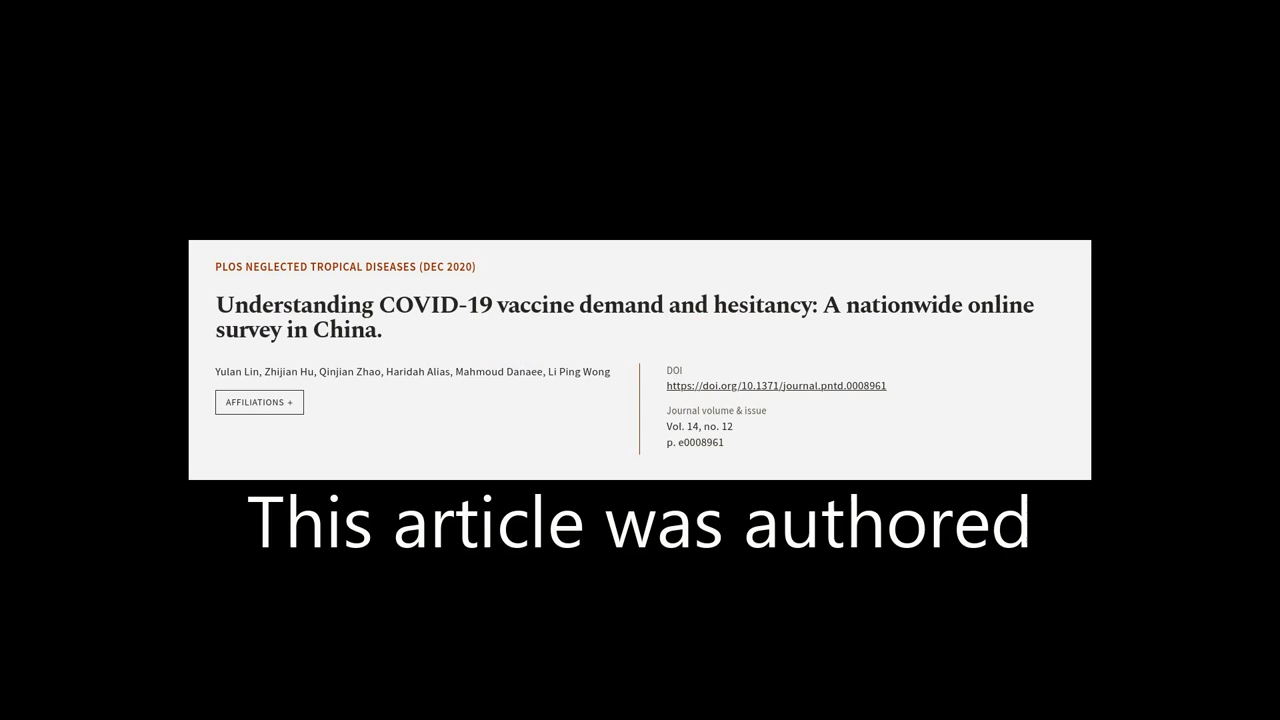 PLOS NEGLECTED TROPICAL DISEASES (DEC 2020)
Understanding COVID-19 vaccine demand and hesitancy: A nationwide online
survey in China.
Yulan Lin, Zhijian Hu, Qinjian Zhao, Haridah Alias, Mahmoud Danaee, Li Ping Wong
AFFILIATIONS +
DOI
https://doi.org/10.1371/journal.pntd.0008961
Journal volume & issue
Vol. 14, no. 12
p. e0008961
This article was authored